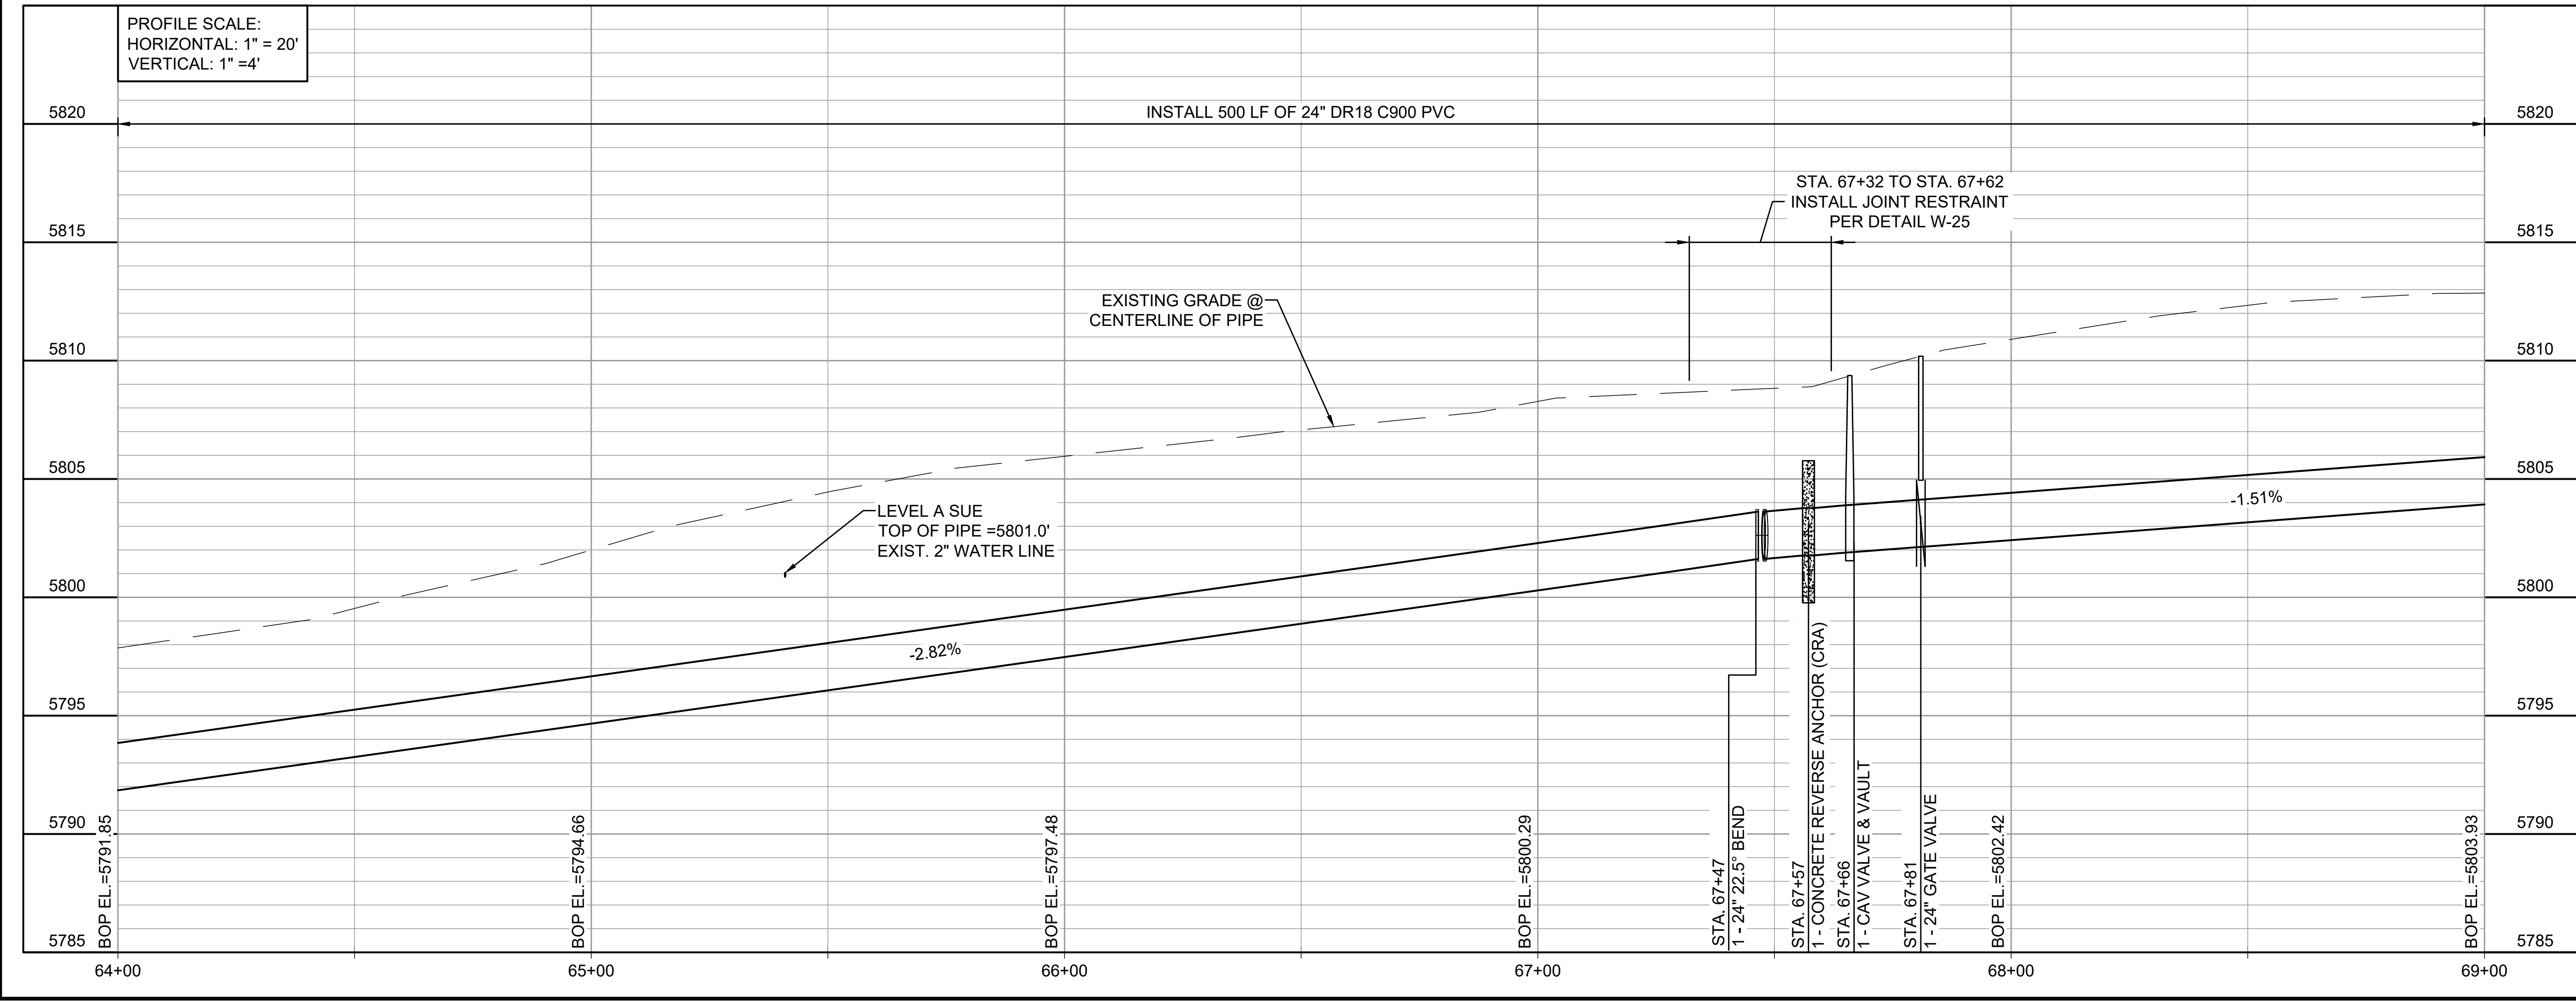 PROFILE SCALE:
HORIZONTAL: 1" = 20'
VERTICAL: 1" =4'
5820
INSTALL 500 LF OF 24" DR18 C900 PVC
5820
STA. 67+32 TO STA. 67+62
INSTALL JOINT RESTRAINT
PER DETAIL W-25
5815
5815
EXISTING GRADE @
CENTERLINE OF PIPE
5810
5810
5805
5805
LEVEL A SUE
TOP OF PIPE =5801.0'
EXIST. 2" WATER LINE
-1.51%
5800
5800
-2.82%
5795
5795
5790
5790
BOP EL.=5791.85
BOP EL.=5794.66
BOP EL.=5797.48
BOP EL.=5800.29
STA. 67+47
1 - 24" 22.5° BEND
STA. 67+57
1 - CONCRETE REVERSE ANCHOR (CRA)
STA. 67+66
1 - CAV VALVE & VAULT
STA. 67+81
1 - 24" GATE VALVE
BOP EL.=5802.42
BOP EL.=5803.93
5785
5785
64+00
65+00
66+00
67+00
68+00
69+00